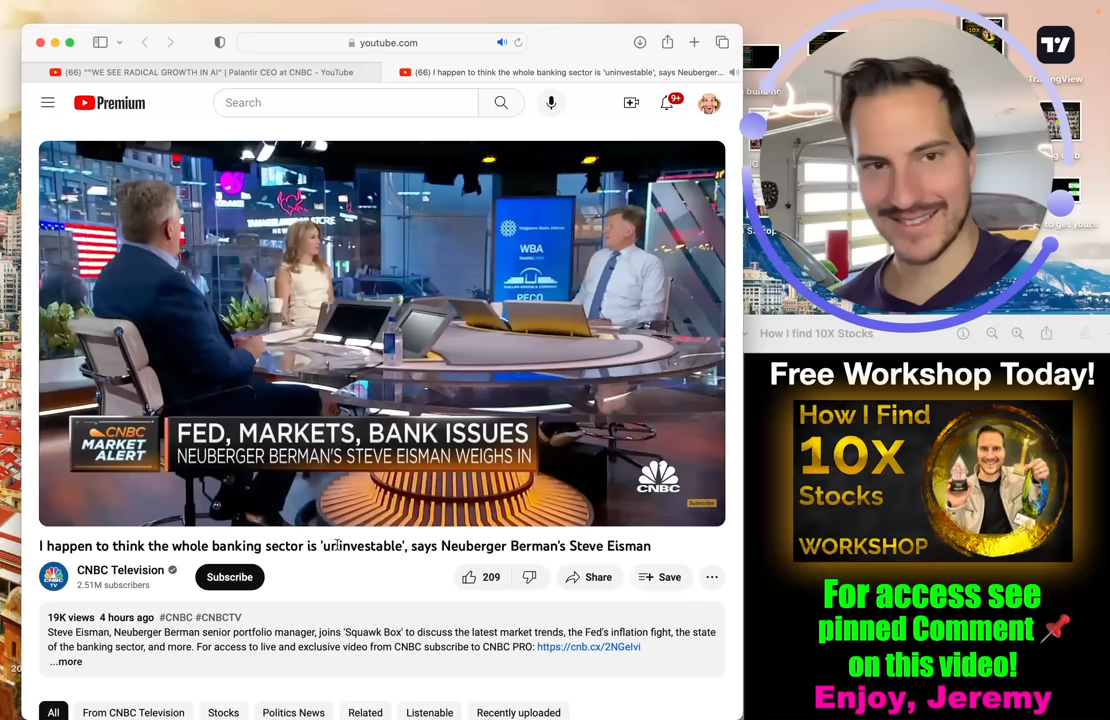 youtube.com
(66) ""WE SEE RADICAL GROWTH IN AI" | Palantir CEO at CNBC - YouTube
(66) I happen to think the whole banking sector is 'uninvestable', says Neuberger...
Premium
Search
9+
TradingView
WBA
PECO
FED, MARKETS, BANK ISSUES
NEUBERGER BERMAN'S STEVE EISMAN WEIGHS IN
CNBC
MARKET
ALERT
CNBC
Subscribe
I happen to think the whole banking sector is 'uninvestable', says Neuberger Berman's Steve Eisman
CNBC Television
2.51M subscribers
Subscribe
209
Share
Save
19K views 4 hours ago #CNBC #CNBCTV
Steve Eisman, Neuberger Berman senior portfolio manager, joins 'Squawk Box' to discuss the latest market trends, the Fed's inflation fight, the state
of the banking sector, and more. For access to live and exclusive video from CNBC subscribe to CNBC PRO: https://cnb.cx/2NGeIvi
...more
All
From CNBC Television
Stocks
Politics News
Related
Listenable
Recently uploaded
to get yours
How I find 10X Stocks
Free Workshop Today!
How I Find
10X
Stocks
WORKSHOP
For access see
pinned Comment 📌
on this video!
Enjoy, Jeremy